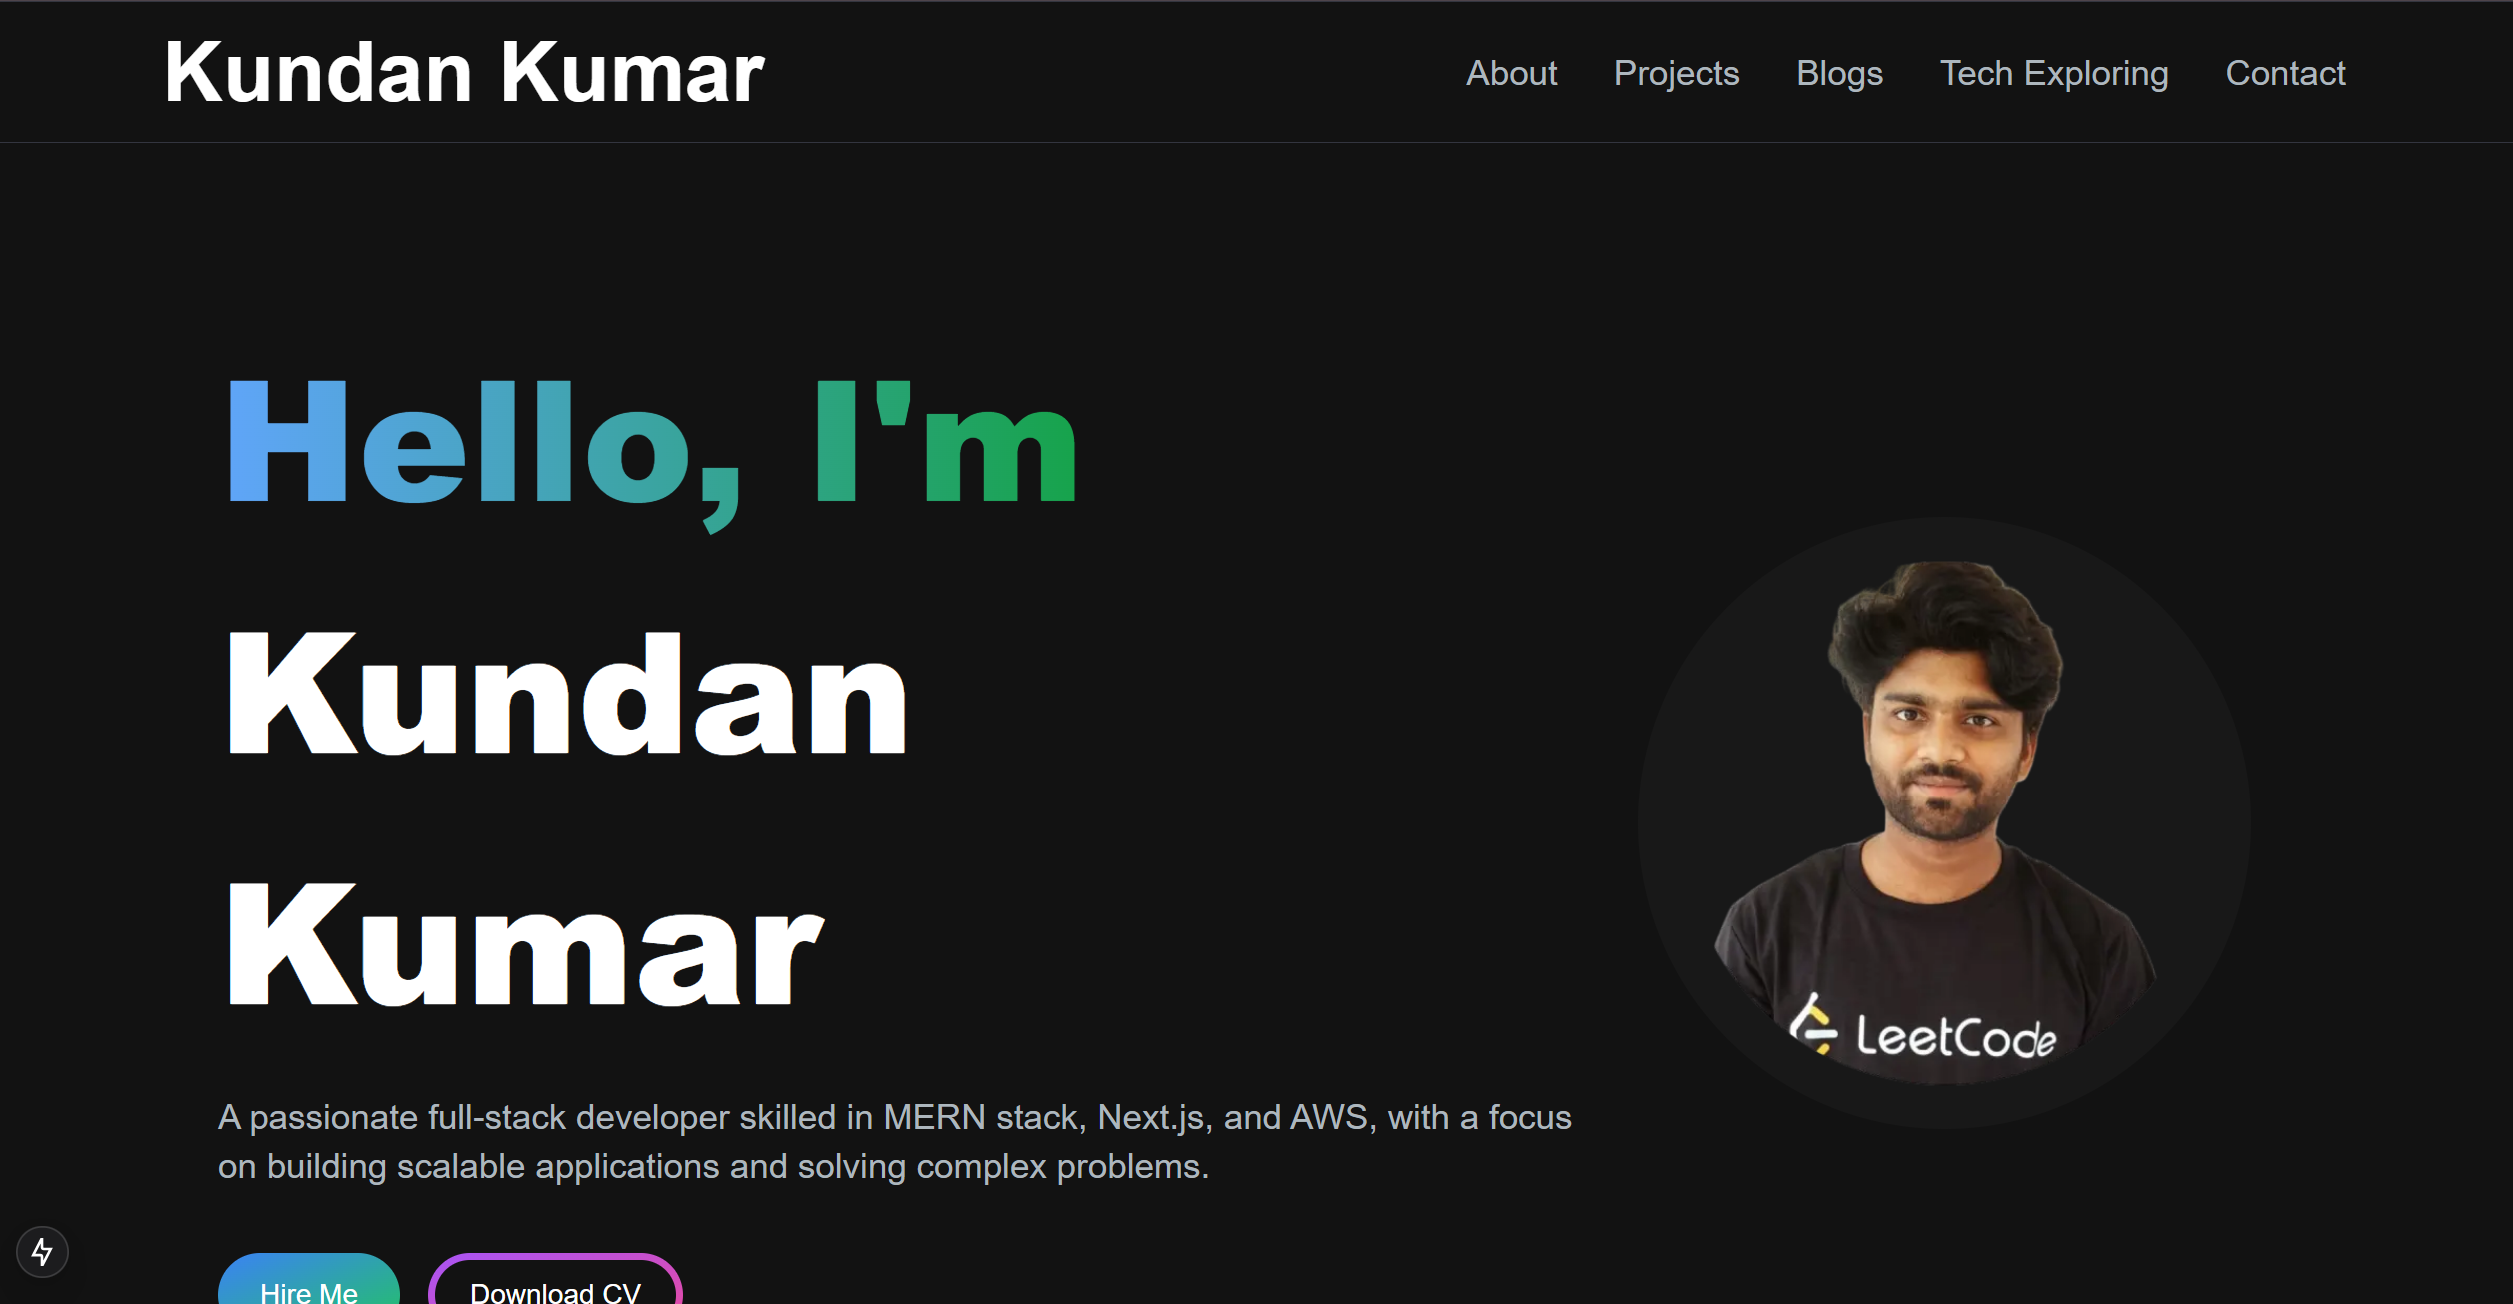 Kundan Kumar
About Projects Blogs Tech Exploring Contact
Hello, I'm
Kundan
Kumar
A passionate full-stack developer skilled in MERN stack, Next.js, and AWS, with a focus
on building scalable applications and solving complex problems.
LeetCode
Hire Me
Download CV